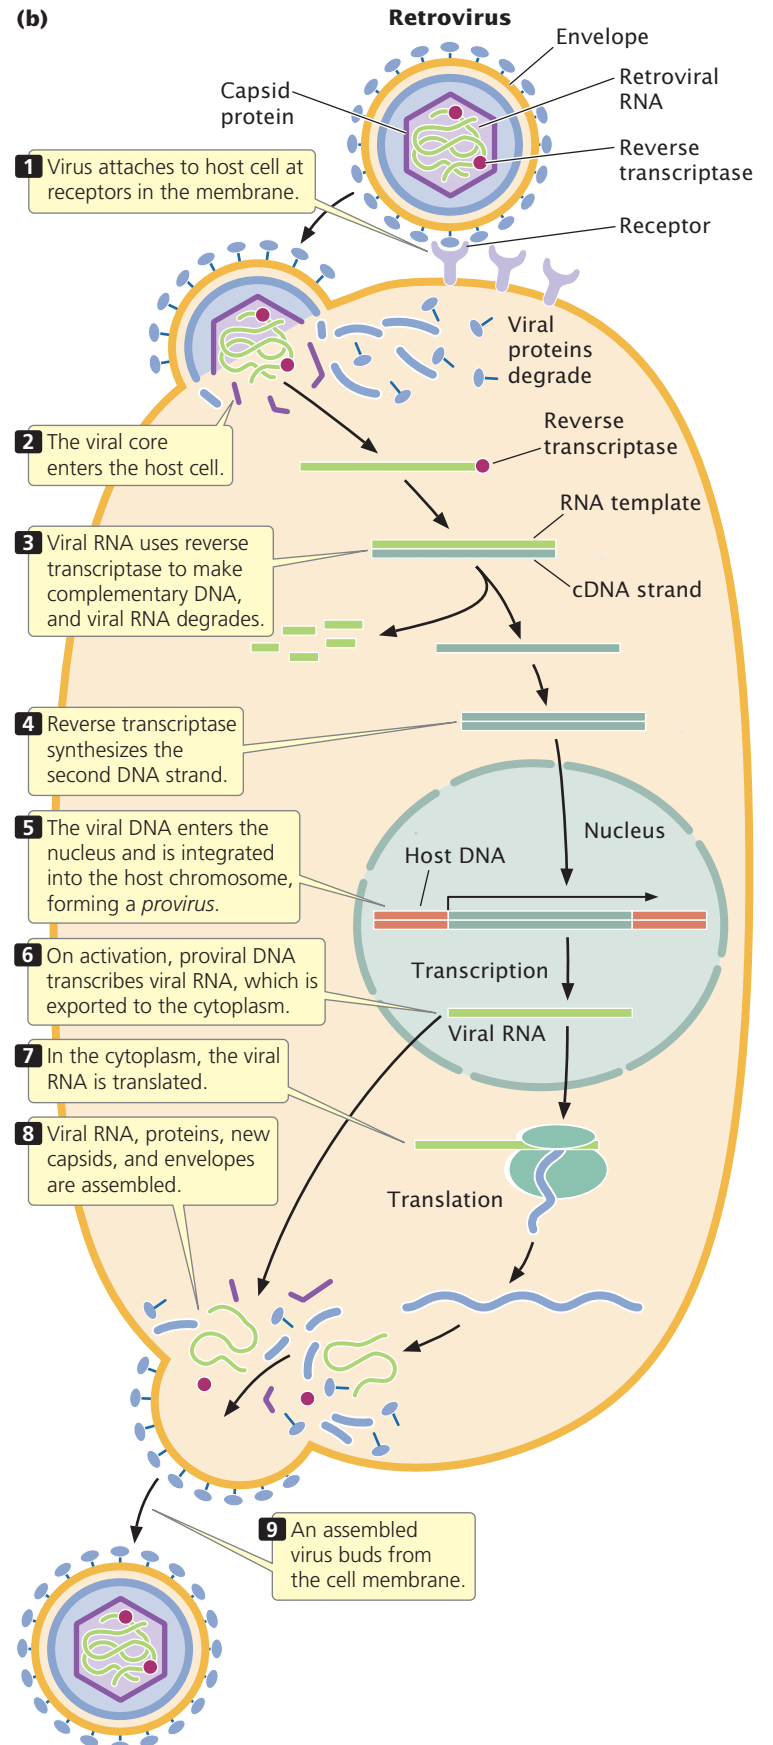 (b)
Retrovirus
Envelope
Capsid
protein
Retroviral
RNA
Reverse
transcriptase
1 Virus attaches to host cell at
receptors in the membrane.
Receptor
Viral
proteins
degrade
Reverse
transcriptase
2 The viral core
enters the host cell.
RNA template
3 Viral RNA uses reverse
transcriptase to make
complementary DNA,
and viral RNA degrades.
cDNA strand
4 Reverse transcriptase
synthesizes the
second DNA strand.
5 The viral DNA enters the
nucleus and is integrated
into the host chromosome,
forming a provirus.
Nucleus
Host DNA
6 On activation, proviral DNA
transcribes viral RNA, which is
exported to the cytoplasm.
Transcription
Viral RNA
7 In the cytoplasm, the viral
RNA is translated.
8 Viral RNA, proteins, new
capsids, and envelopes
are assembled.
Translation
9 An assembled
virus buds from
the cell membrane.